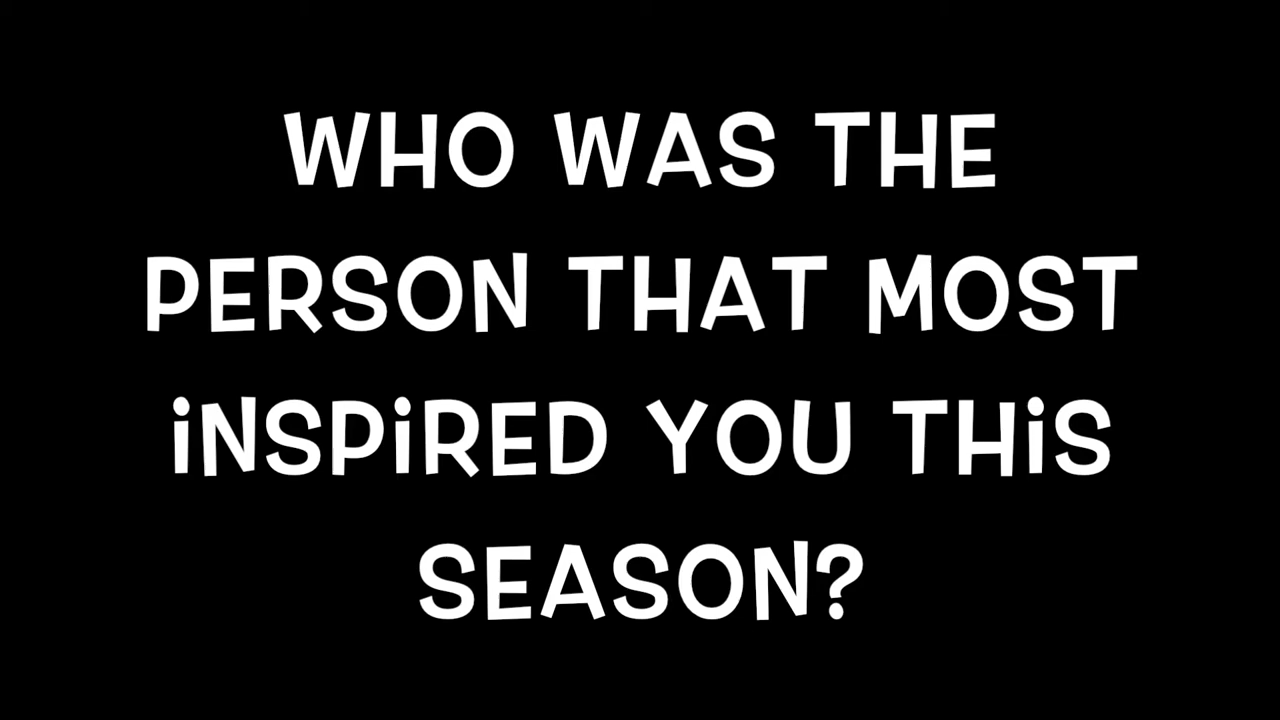 WHO WAS THE
PERSON THAT MOST
iNSPiRED YOU THiS
SEASON?